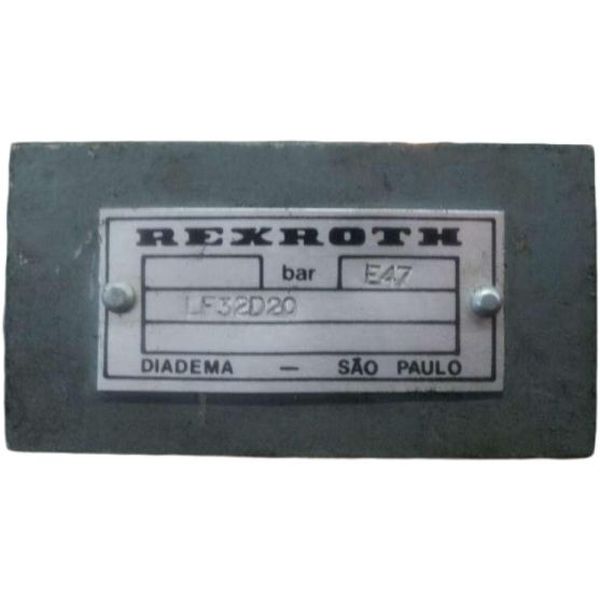 REXROTH
bar E47
LF32D20
DIADEMA — SÃO PAULO